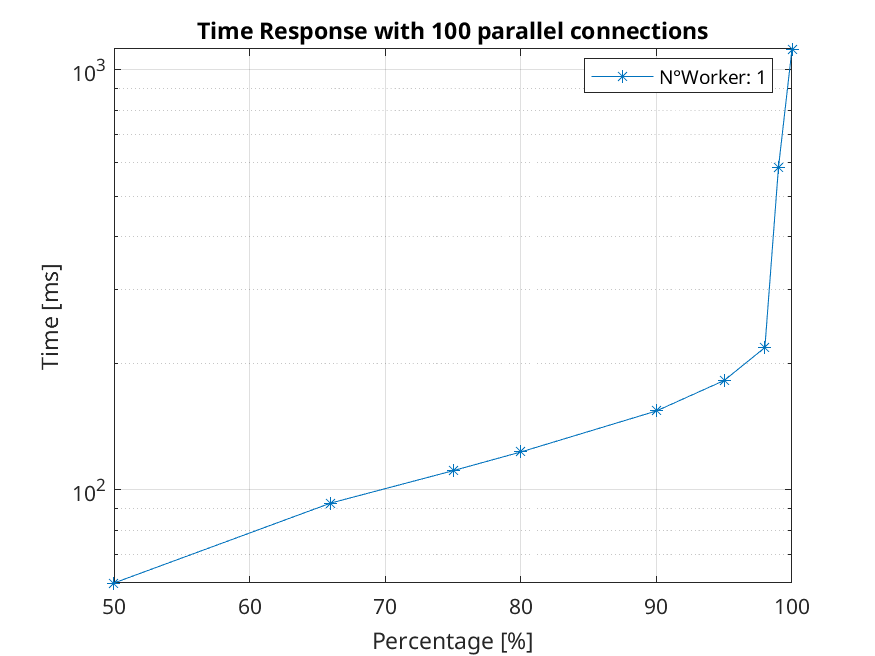 Time Response with 100 parallel connections
N°Worker: 1
10³
10²
Time [ms]
50 60 70 80 90 100
Percentage [%]